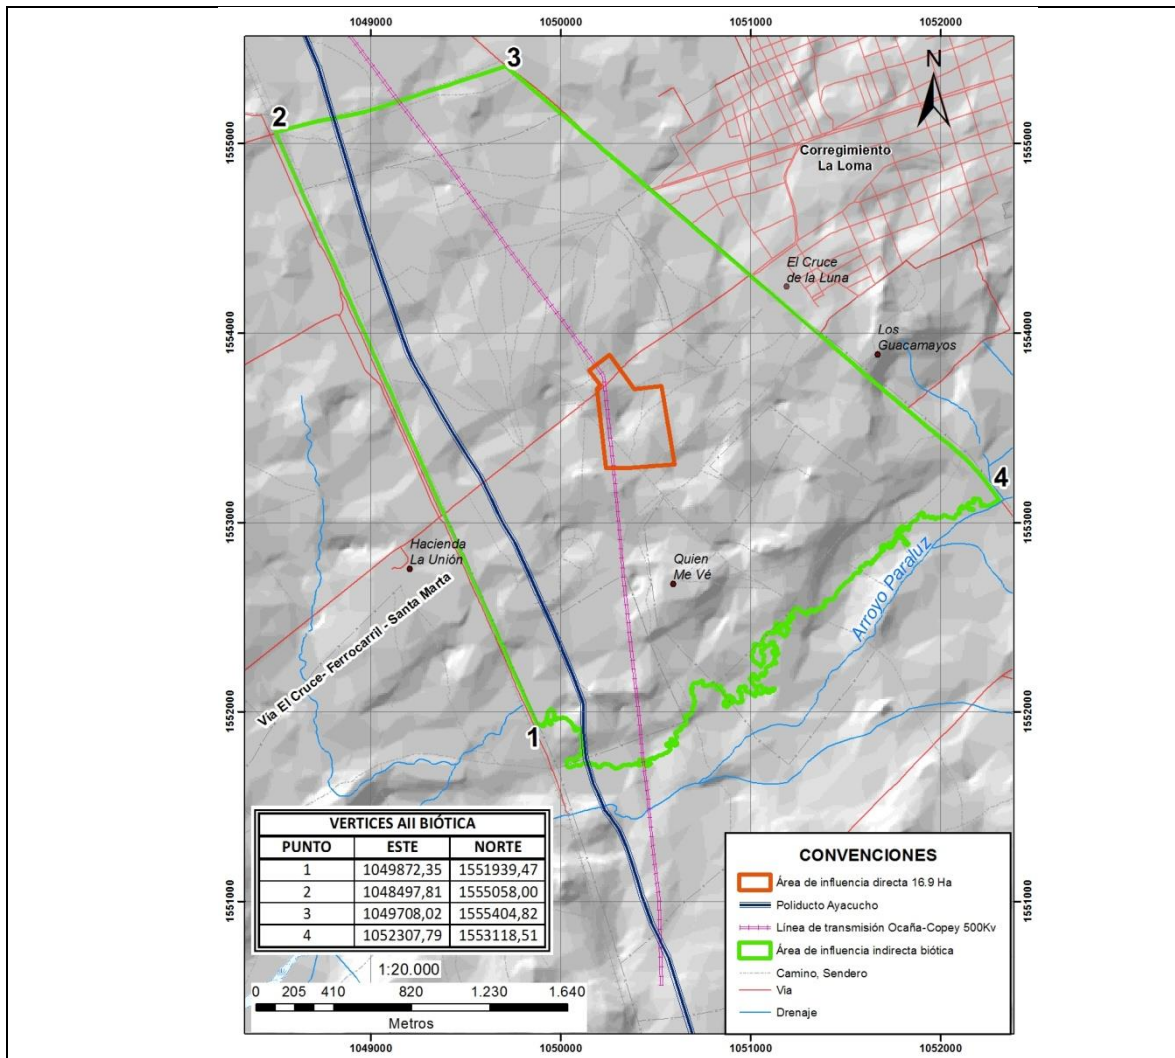 1049000 1050000 1051000 1052000
3
N
2
1555000 1555000
Corregimiento
La Loma
El Cruce
de la Luna
1554000 1554000
Los
Guacamayos
4
1553000 1553000
Hacienda
La Unión
Quien
Me Vé
Arroyo Paraluz
Vía El Cruce- Ferrocarril - Santa Marta
1552000 1552000
1
VERTICES AII BIÓTICA
PUNTO ESTE NORTE
1 1049872,35 1551939,47
2 1048497,81 1555058,00
3 1049708,02 1555404,82
4 1052307,79 1553118,51
1:20.000
0 205 410 820 1.230 1.640
Metros
CONVENCIONES
Área de influencia directa 16.9 Ha
Poliducto Ayacucho
Línea de transmisión Ocaña-Copey 500Kv
Área de influencia indirecta biótica
Camino, Sendero
Via
Drenaje
1551000 1551000
1049000 1050000 1051000 1052000